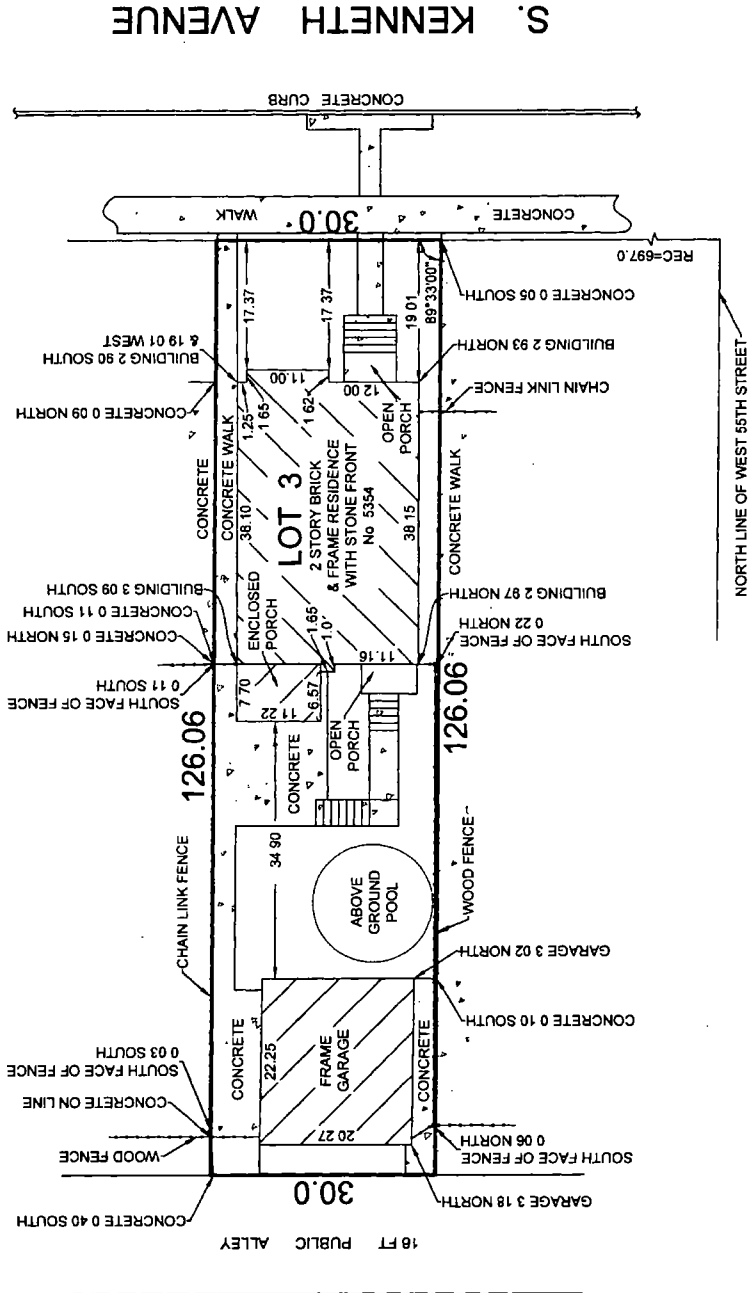 S. KENNETH AVENUE
CONCRETE CURB
WALK
30.0
CONCRETE
REC=697.0
17.37
17 37
19 01
89°33'00"
CONCRETE 0 05 SOUTH
BUILDING 2 90 SOUTH
& 19 01 WEST
BUILDING 2 93 NORTH
11.00
12 00
CHAIN LINK FENCE
CONCRETE 0 09 NORTH
1.25
1 65
1 62
OPEN
PORCH
NORTH LINE OF WEST 55TH STREET
CONCRETE
CONCRETE WALK
38.10
LOT 3
2 STORY BRICK
& FRAME RESIDENCE
WITH STONE FRONT
No 5354
38 15
CONCRETE WALK
BUILDING 3 09 SOUTH
CONCRETE 0 11 SOUTH
CONCRETE 0 15 NORTH
ENCLOSED
PORCH
1.65
1.0'
BUILDING 2 97 NORTH
11.16
SOUTH FACE OF FENCE
0 22 NORTH
SOUTH FACE OF FENCE
0 11 SOUTH
7 70
11 22
6.57
126.06
126.06
OPEN
PORCH
CONCRETE
34 90
CHAIN LINK FENCE
ABOVE
GROUND
POOL
WOOD FENCE
GARAGE 3 02 NORTH
CONCRETE 0 10 SOUTH
CONCRETE
22.25
FRAME
GARAGE
CONCRETE
SOUTH FACE OF FENCE
0 03 SOUTH
CONCRETE ON LINE
WOOD FENCE
20 27
SOUTH FACE OF FENCE
0 06 NORTH
GARAGE 3 18 NORTH
30.0
CONCRETE 0 40 SOUTH
16 FT PUBLIC ALLEY